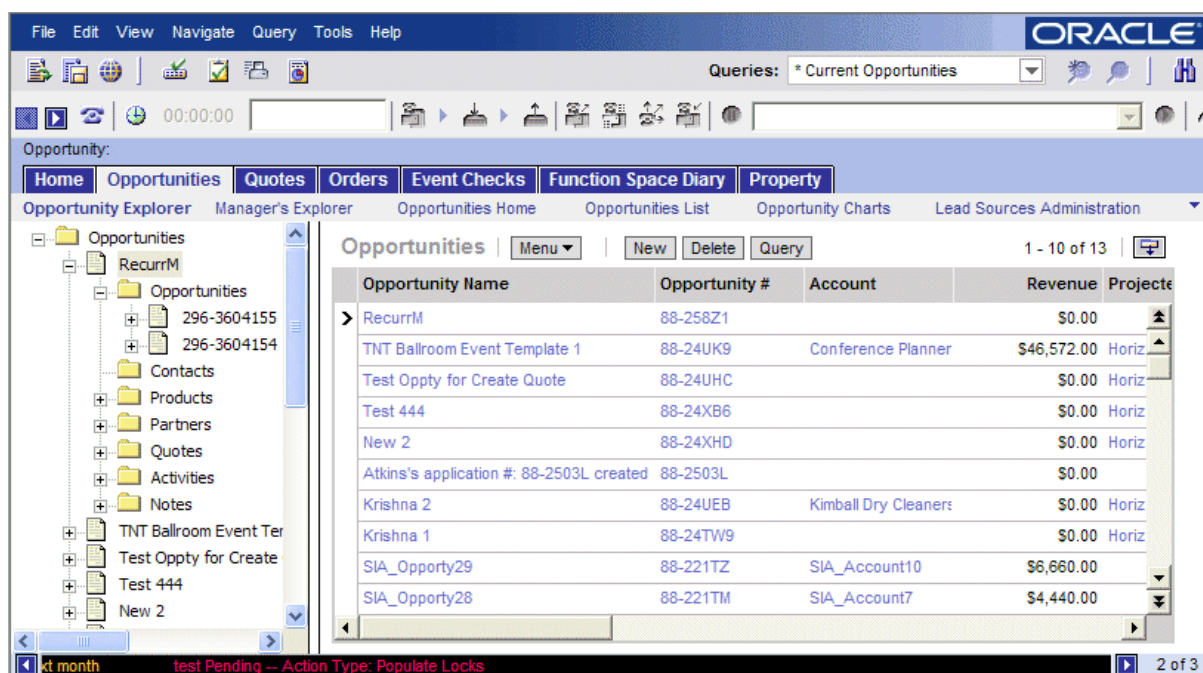 File Edit View Navigate Query Tools Help ORACLE
Queries: * Current Opportunities
00:00:00
Opportunity:
Home Opportunities Quotes Orders Event Checks Function Space Diary Property
Opportunity Explorer Manager's Explorer Opportunities Home Opportunities List Opportunity Charts Lead Sources Administration
Opportunities
RecurrM
Opportunities
296-3604155
296-3604154
Contacts
Products
Partners
Quotes
Activities
Notes
TNT Ballroom Event Ter
Test Oppty for Create
Test 444
New 2
Opportunities Menu New Delete Query 1 - 10 of 13
Opportunity Name Opportunity # Account Revenue Projecte
RecurrM 88-258Z1 $0.00
TNT Ballroom Event Template 1 88-24UK9 Conference Planner $46,572.00 Horiz
Test Oppty for Create Quote 88-24UHC $0.00 Horiz
Test 444 88-24XB6 $0.00 Horiz
New 2 88-24XHD $0.00 Horiz
Atkins's application #: 88-2503L created 88-2503L $0.00
Krishna 2 88-24UEB Kimball Dry Cleaners $0.00 Horiz
Krishna 1 88-24TW9 $0.00 Horiz
SIA_Opporty29 88-221TZ SIA_Account10 $6,660.00
SIA_Opporty28 88-221TM SIA_Account7 $4,440.00
xt month test Pending -- Action Type: Populate Locks 2 of 3